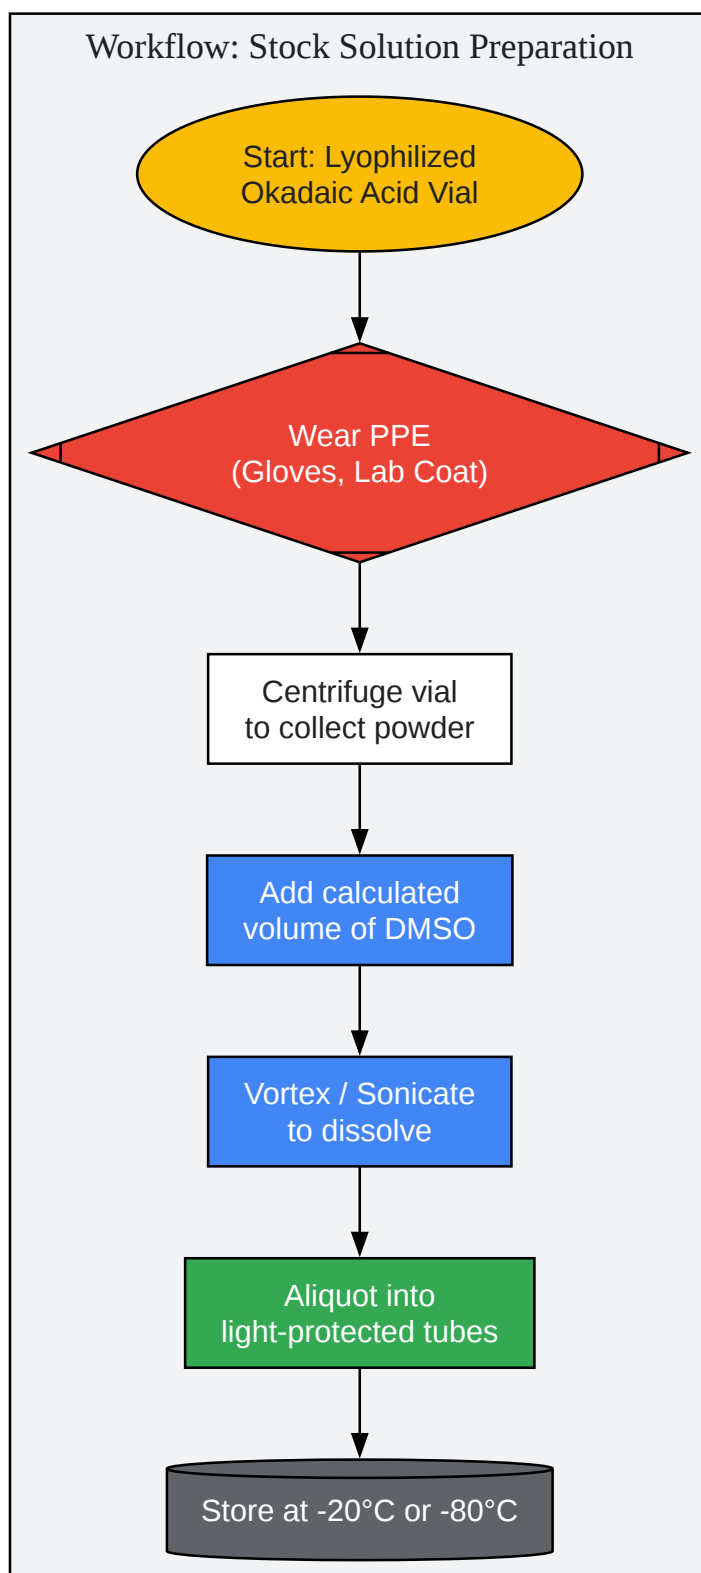 Workflow: Stock Solution Preparation
Start: Lyophilized
Okadaic Acid Vial
Wear PPE
(Gloves, Lab Coat)
Centrifuge vial
to collect powder
Add calculated
volume of DMSO
Vortex / Sonicate
to dissolve
Aliquot into
light-protected tubes
Store at -20°C or -80°C